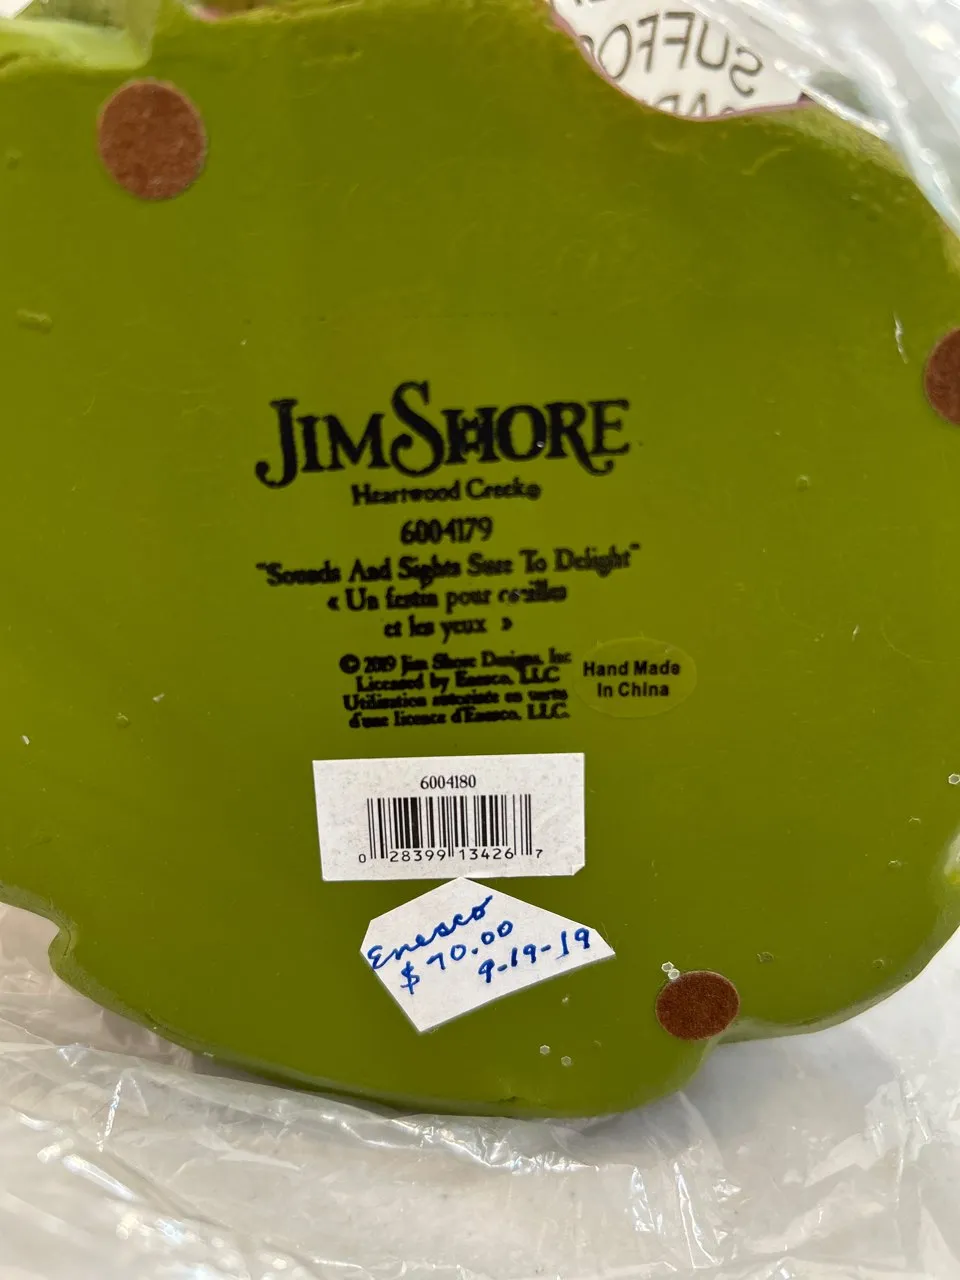 SUFFO
JIM SHORE
Heartwood Creek®
6004179
"Sounds And Sights Sure To Delight"
« Un festin pour oreilles
et les yeux »
© 2019 Jim Shore Designs, Inc
Licensed by Enesco, LLC
Utilisation autorisée en vertu
d'une licence d'Enesco, LLC.
Hand Made
In China
6004180
0 28399 13426 7
Enesco
$70.00
9-19-19